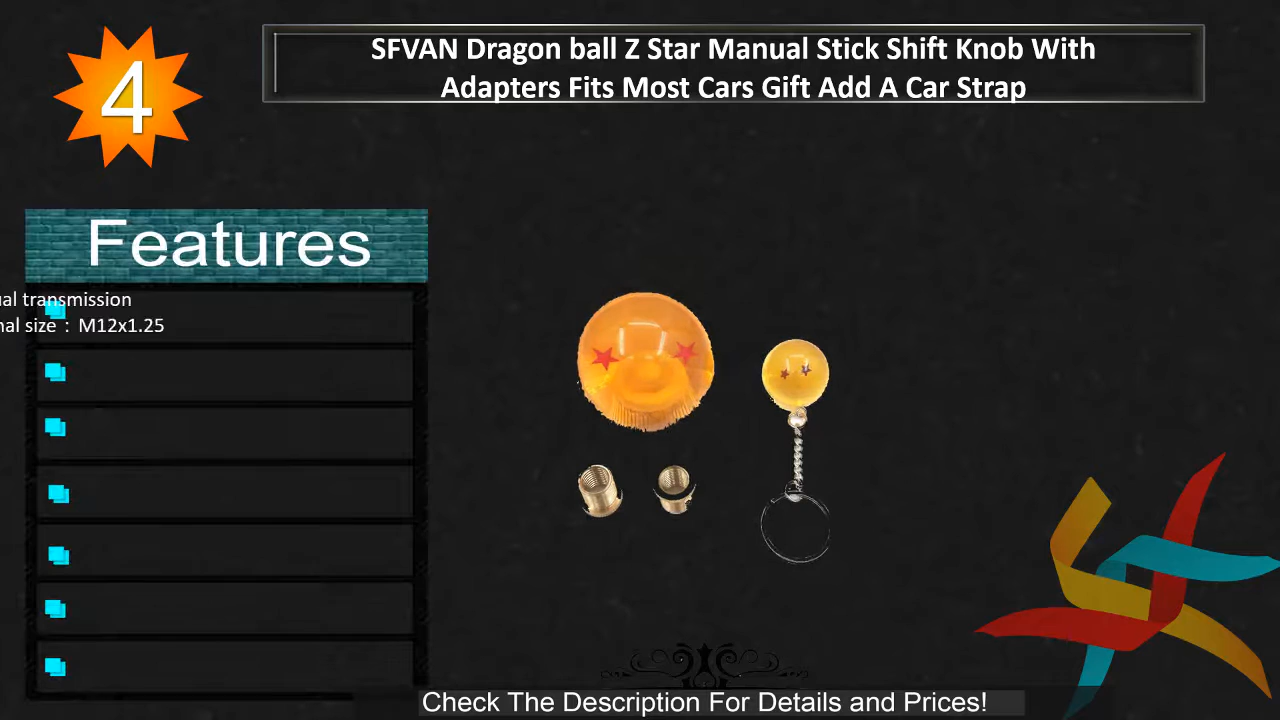 4
SFVAN Dragon ball Z Star Manual Stick Shift Knob With
Adapters Fits Most Cars Gift Add A Car Strap
Features
ual transmission
nal size：M12x1.25
Check The Description For Details and Prices!